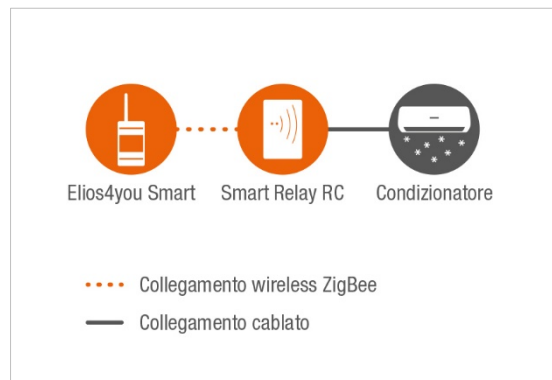 Elios4you Smart Smart Relay RC Condizionatore
Collegamento wireless ZigBee
Collegamento cablato